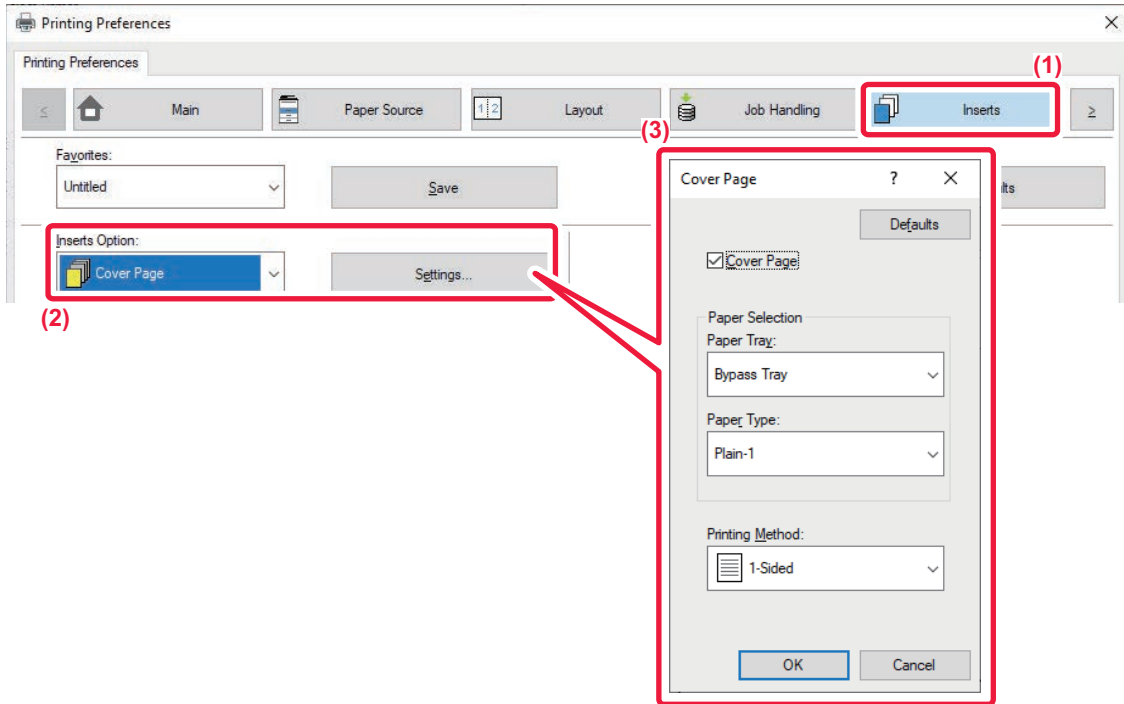 Printing Preferences
Printing Preferences
(1)
< Main Paper Source 1 2 Layout Job Handling Inserts >
(3)
Favorites:
Untitled Save
Inserts Option:
Cover Page Settings...
(2)
Cover Page ? X
Defaults
Cover Page
Paper Selection
Paper Tray:
Bypass Tray
Paper Type:
Plain-1
Printing Method:
1-Sided
OK Cancel